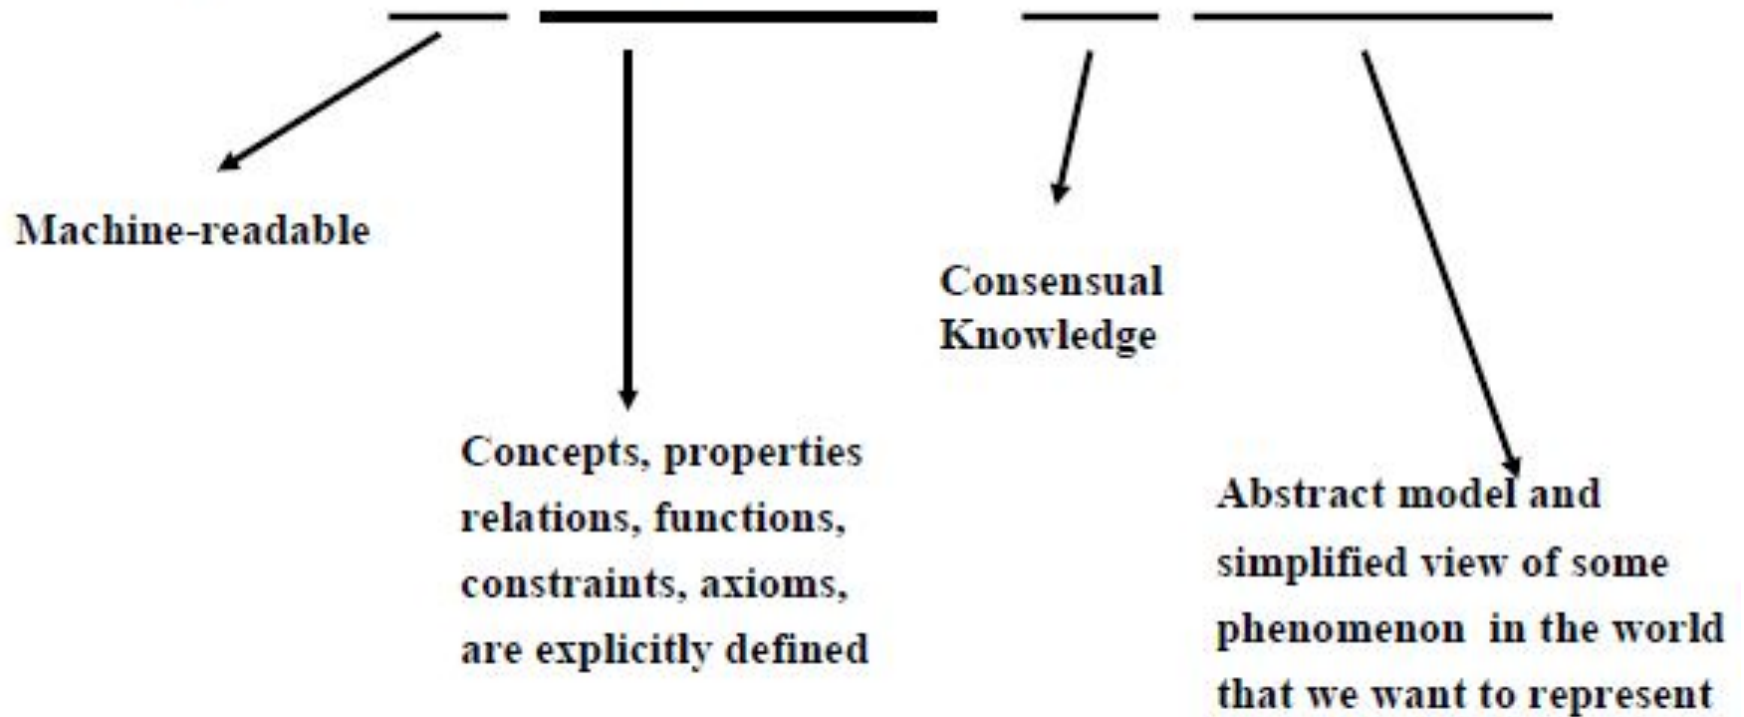 Machine-readable
Consensual
Knowledge
Concepts, properties
relations, functions,
constraints, axioms,
are explicitly defined
Abstract model and
simplified view of some
phenomenon in the world
that we want to represent